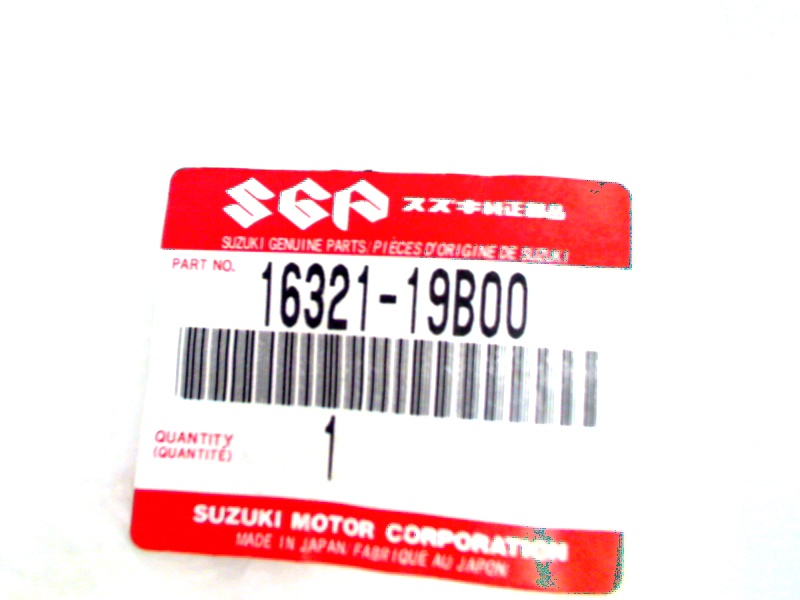 SGP スズキ純正部品
SUZUKI GENUINE PARTS/PIÈCES D'ORIGINE DE SUZUKI
PART NO. 16321-19B00
QUANTITY 1
(QUANTITÉ)
SUZUKI MOTOR CORPORATION
MADE IN JAPAN/FABRIQUÉ AU JAPON